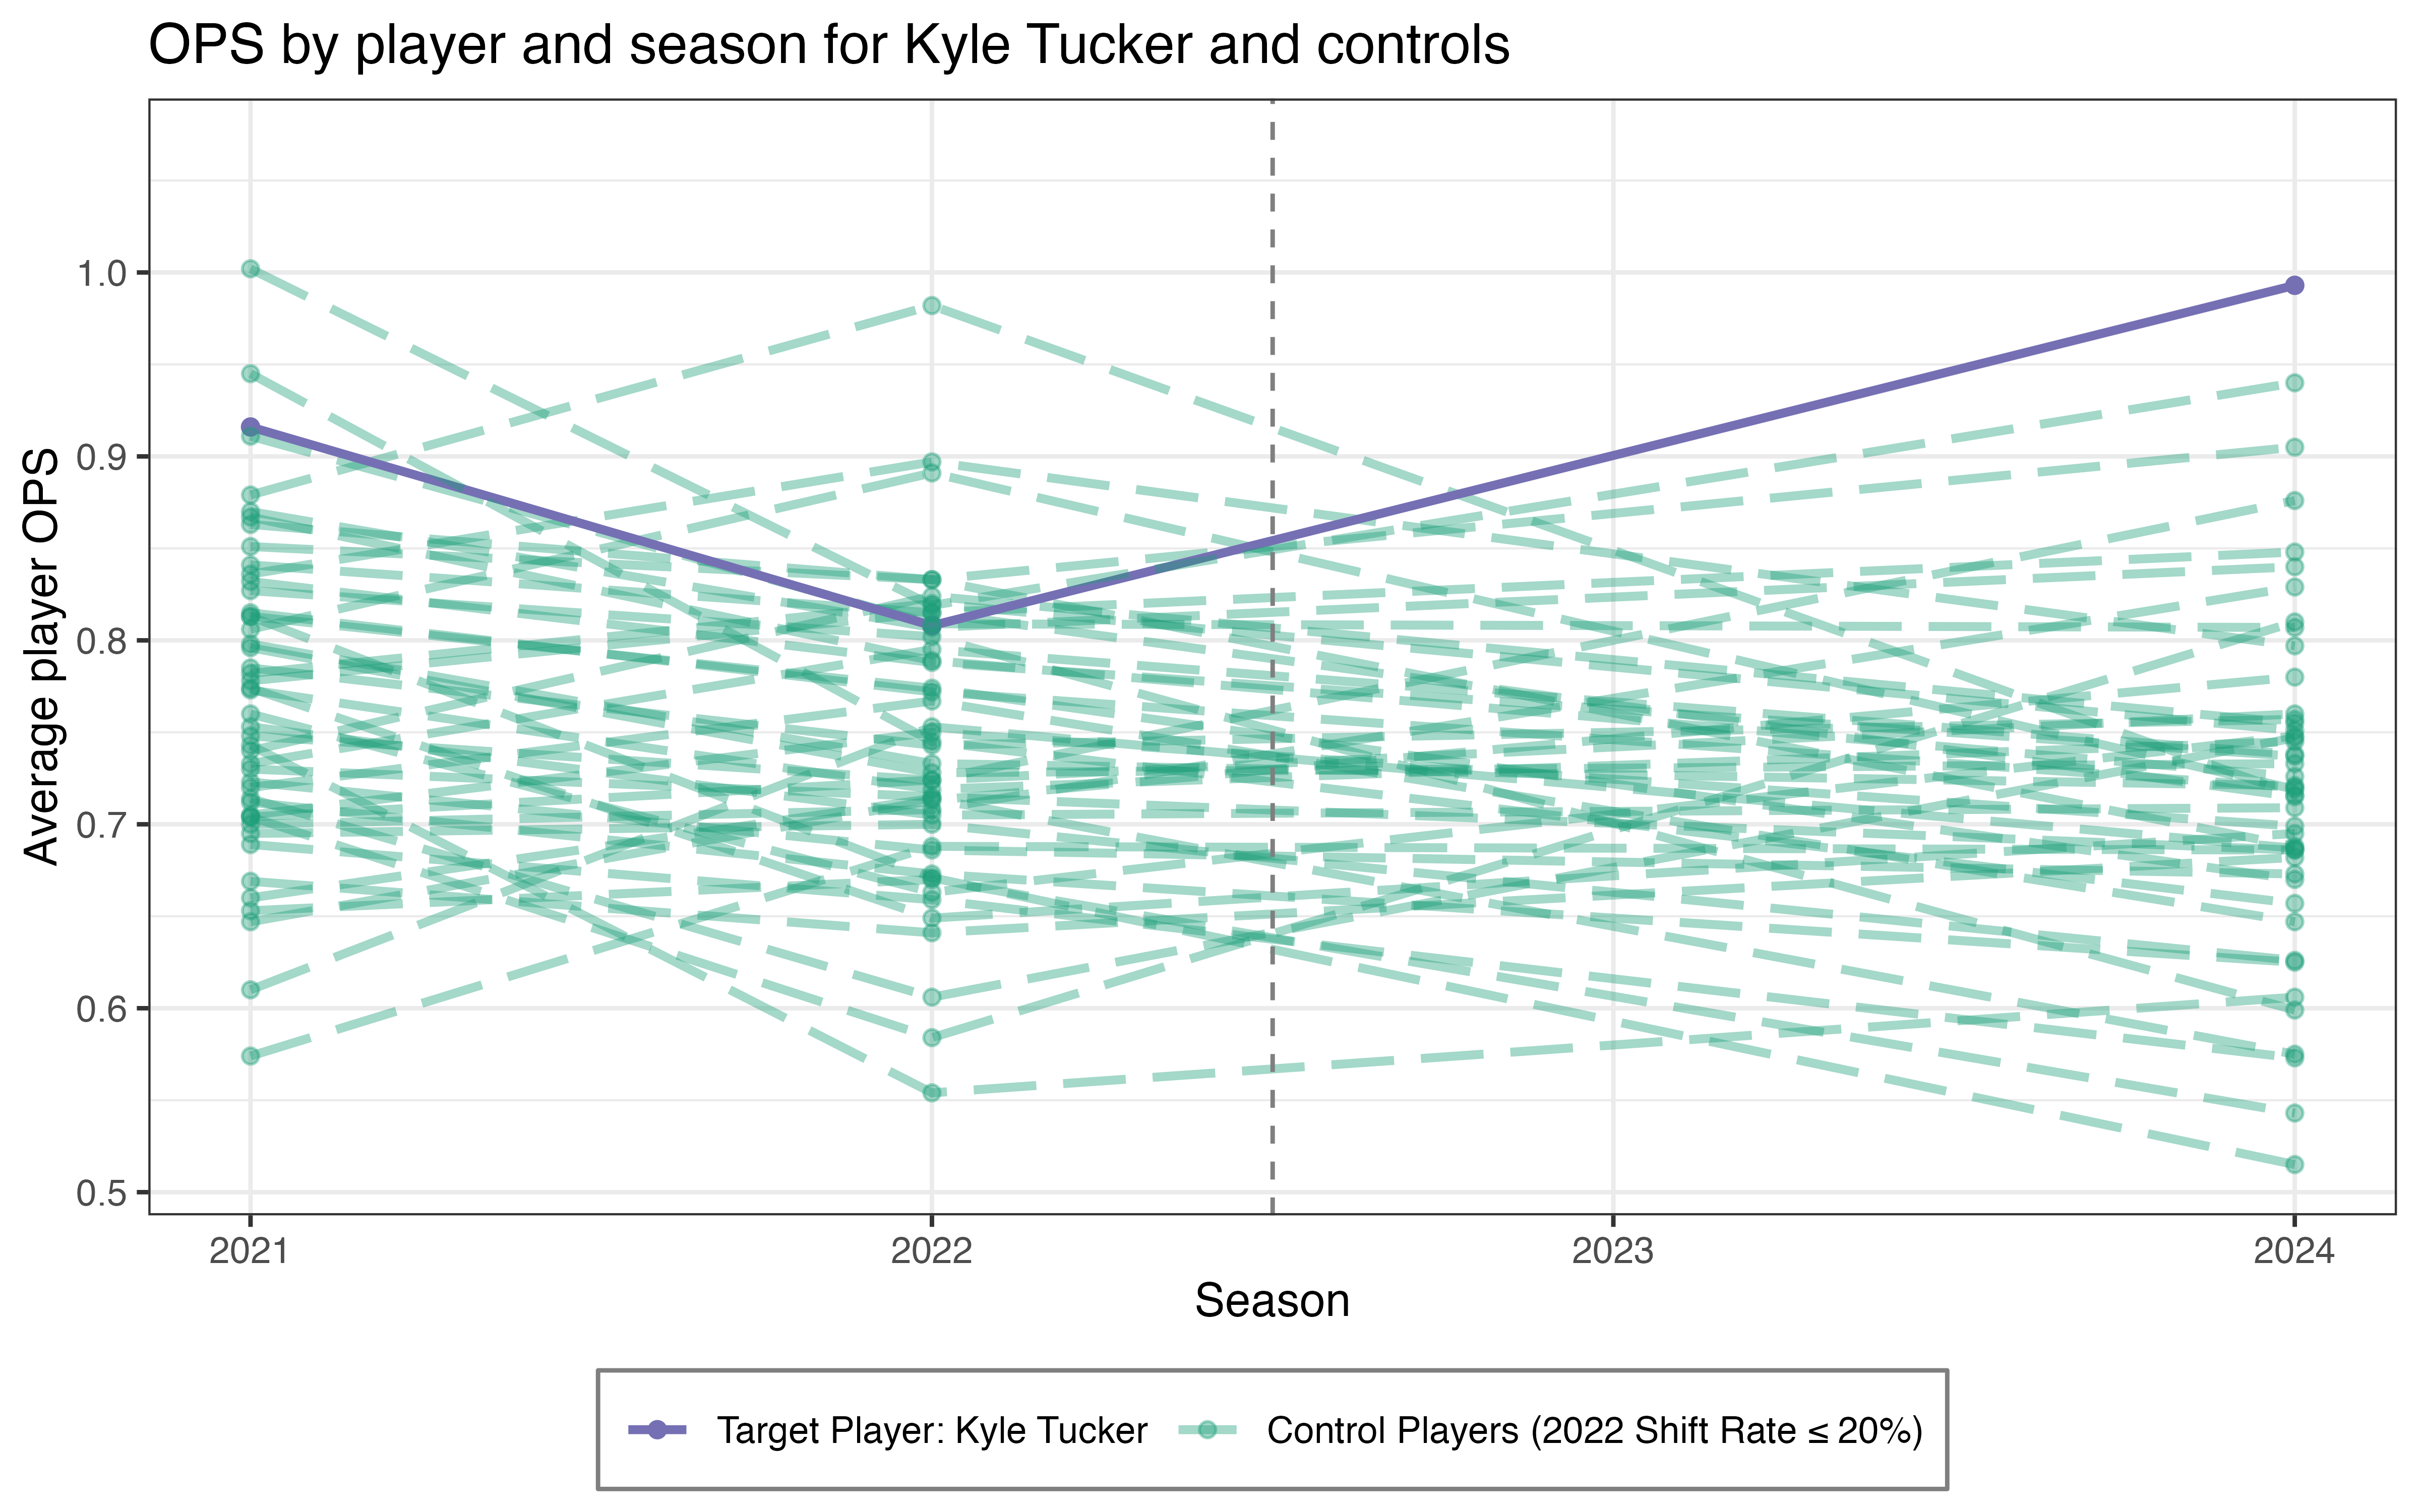 OPS by player and season for Kyle Tucker and controls
Average player OPS
1.0
0.9
0.8
0.7
0.6
0.5
2021 2022 2023 2024
Season
Target Player: Kyle Tucker Control Players (2022 Shift Rate ≤ 20%)